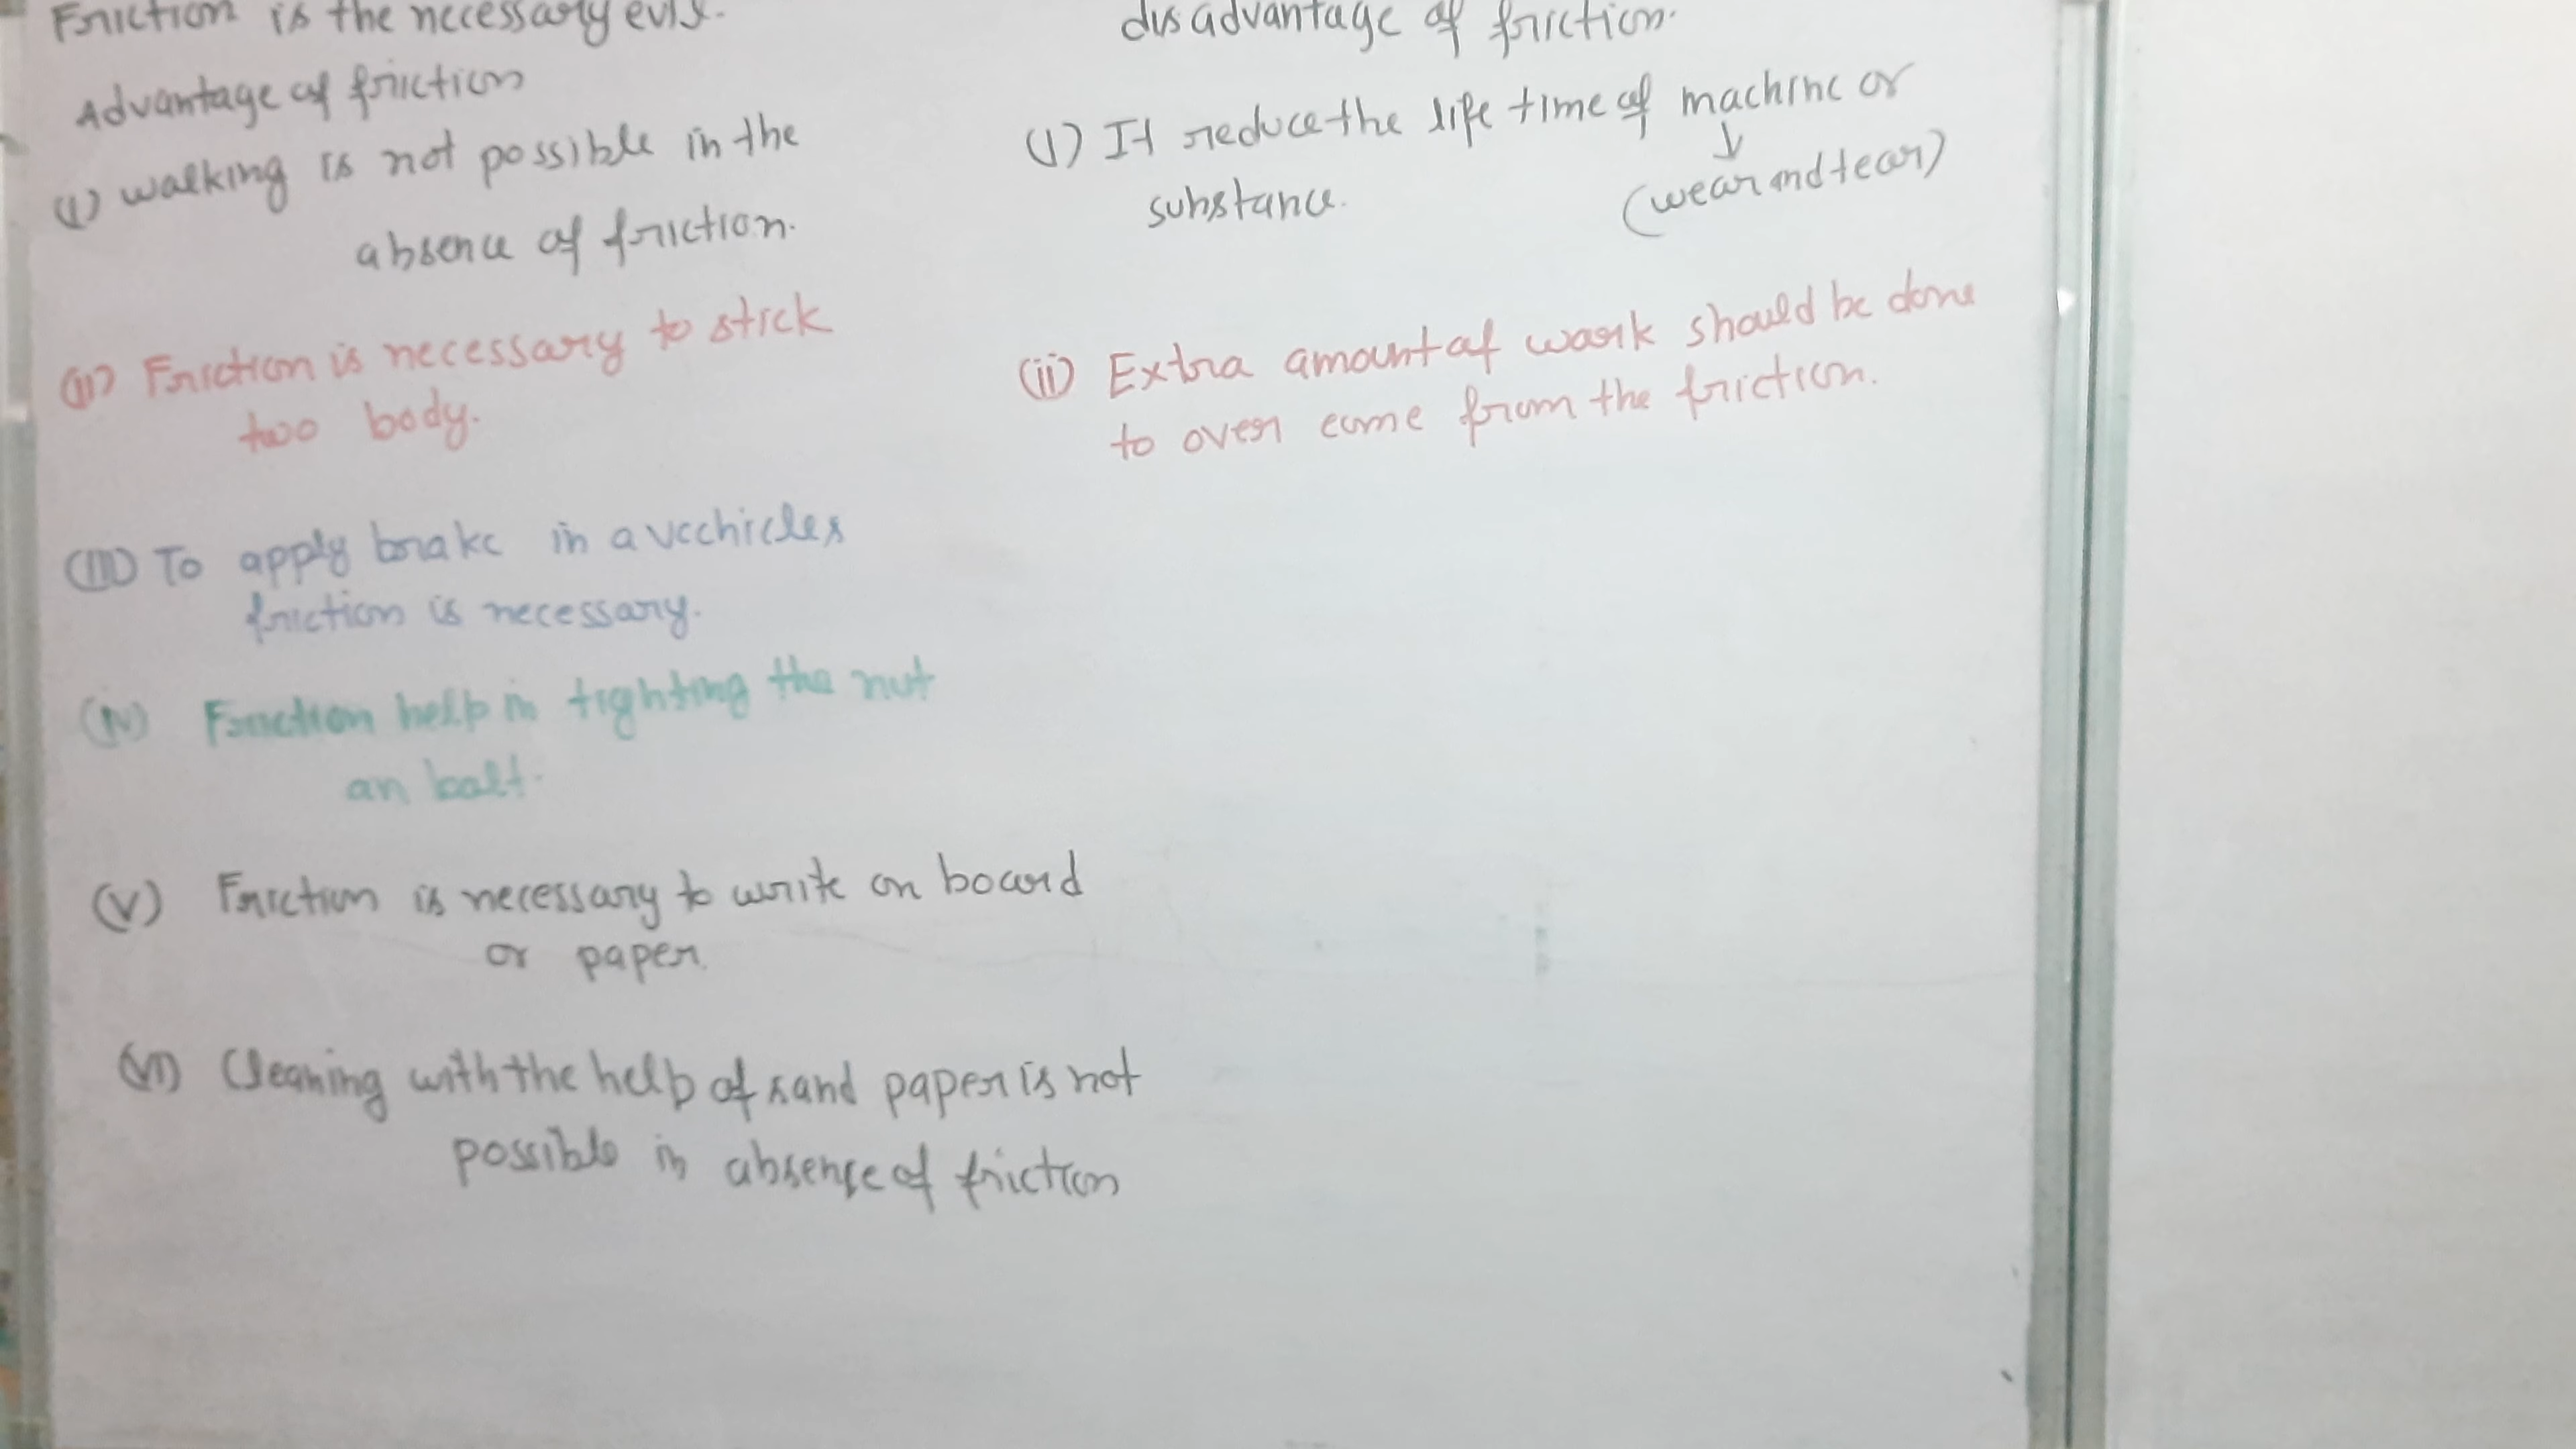 Friction is the necessary evil.
Advantage of friction
(i) walking is not possible in the
absence of friction.
(ii) Friction is necessary to stick
two body.
(III) To apply brake in a vechicles
friction is necessary.
(iv) Friction help in tighting the nut
an bolt.
(v) Friction is necessary to write on board
or paper.
(vi) Cleaning with the help of sand paper is not
possible in absence of friction
disadvantage of friction.
(i) It reduce the life time of machine or
substance.
(wear and tear)
(ii) Extra amount of work should be done
to over come from the friction.